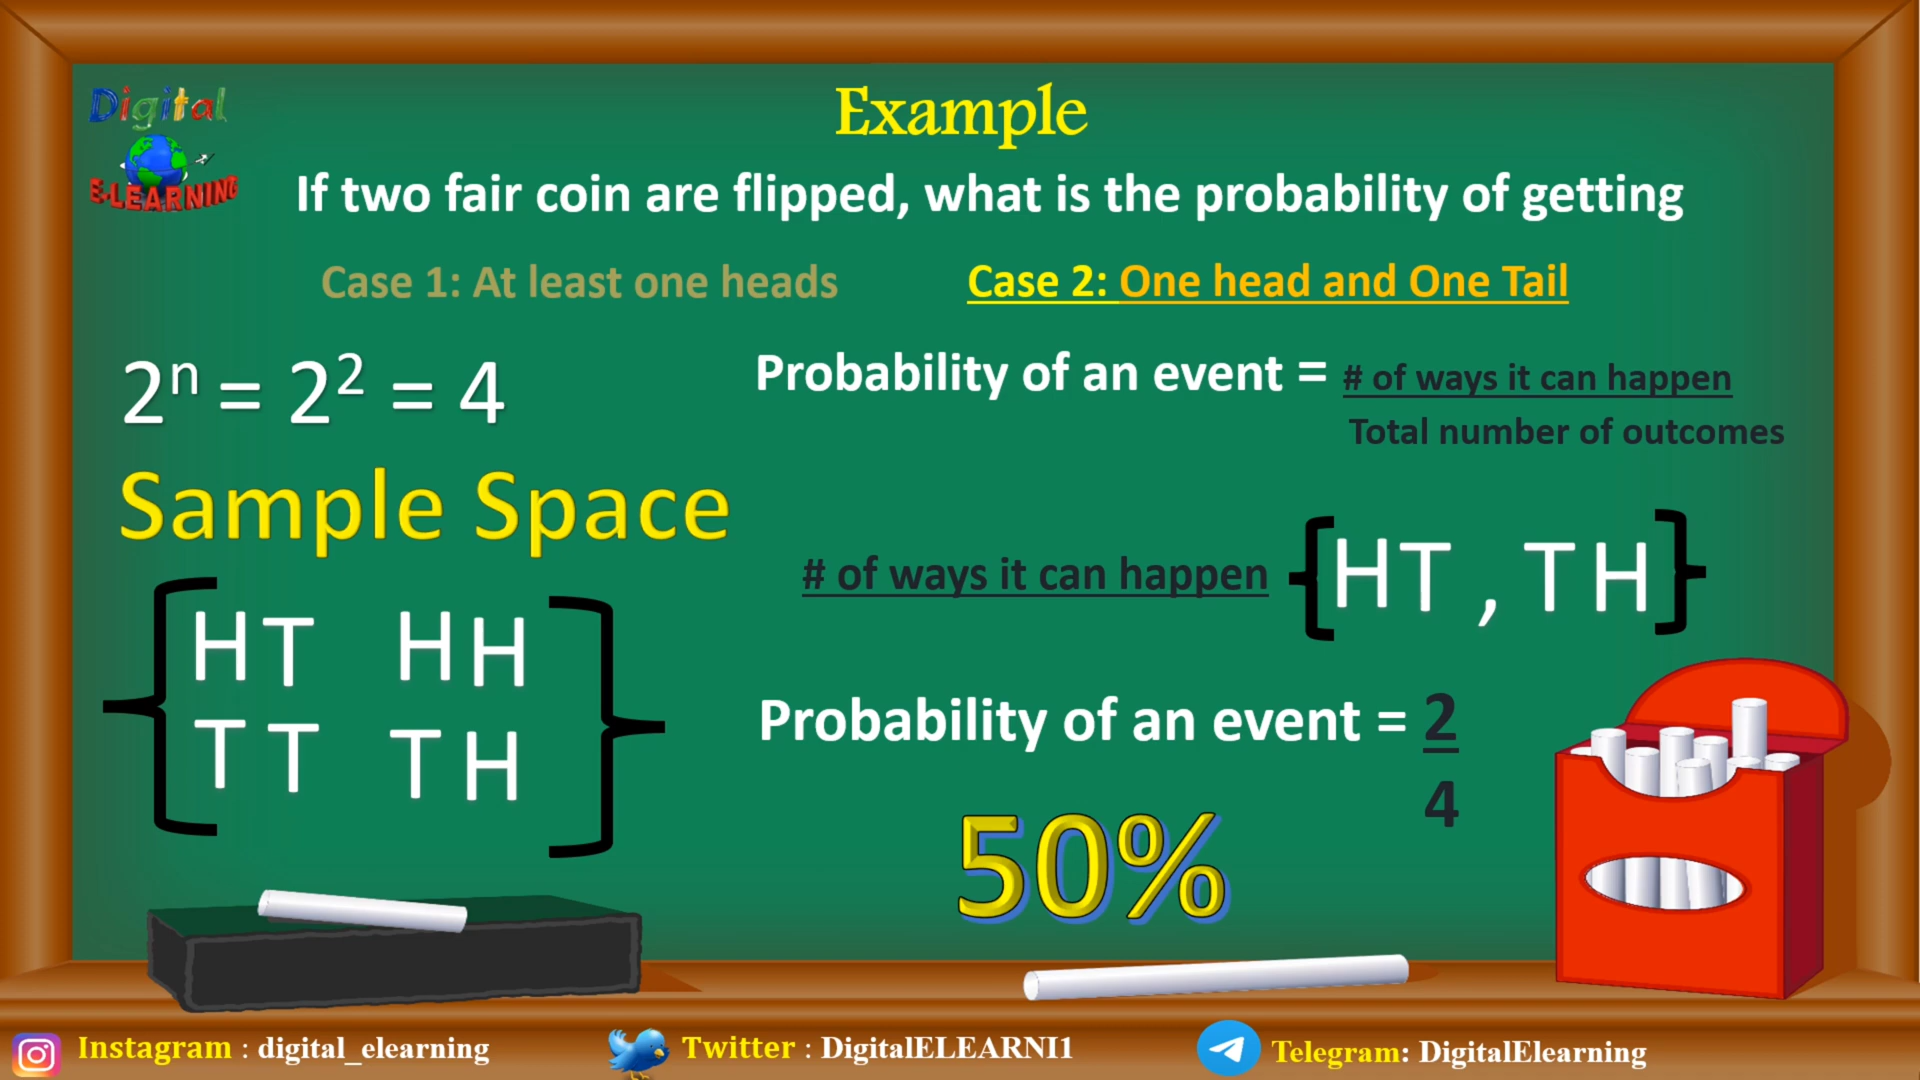 Digital
E-LEARNING
Example
If two fair coin are flipped, what is the probability of getting
Case 1: At least one heads
Case 2: One head and One Tail
2ⁿ = 2² = 4
Probability of an event = # of ways it can happen
Total number of outcomes
Sample Space
{HT HH
TT TH}
# of ways it can happen {HT , TH}
Probability of an event = 2
4
50%
Instagram : digital_elearning
Twitter : DigitalELEARNI1
Telegram: DigitalElearning